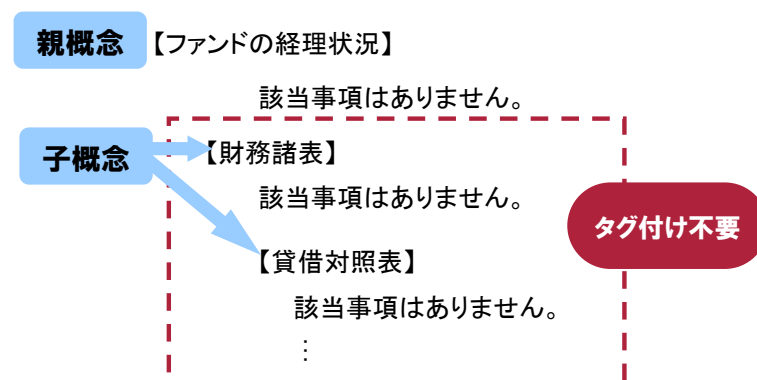 親概念 【ファンドの経理状況】
該当事項はありません。
子概念 【財務諸表】
該当事項はありません。
タグ付け不要
【貸借対照表】
該当事項はありません。
⋮